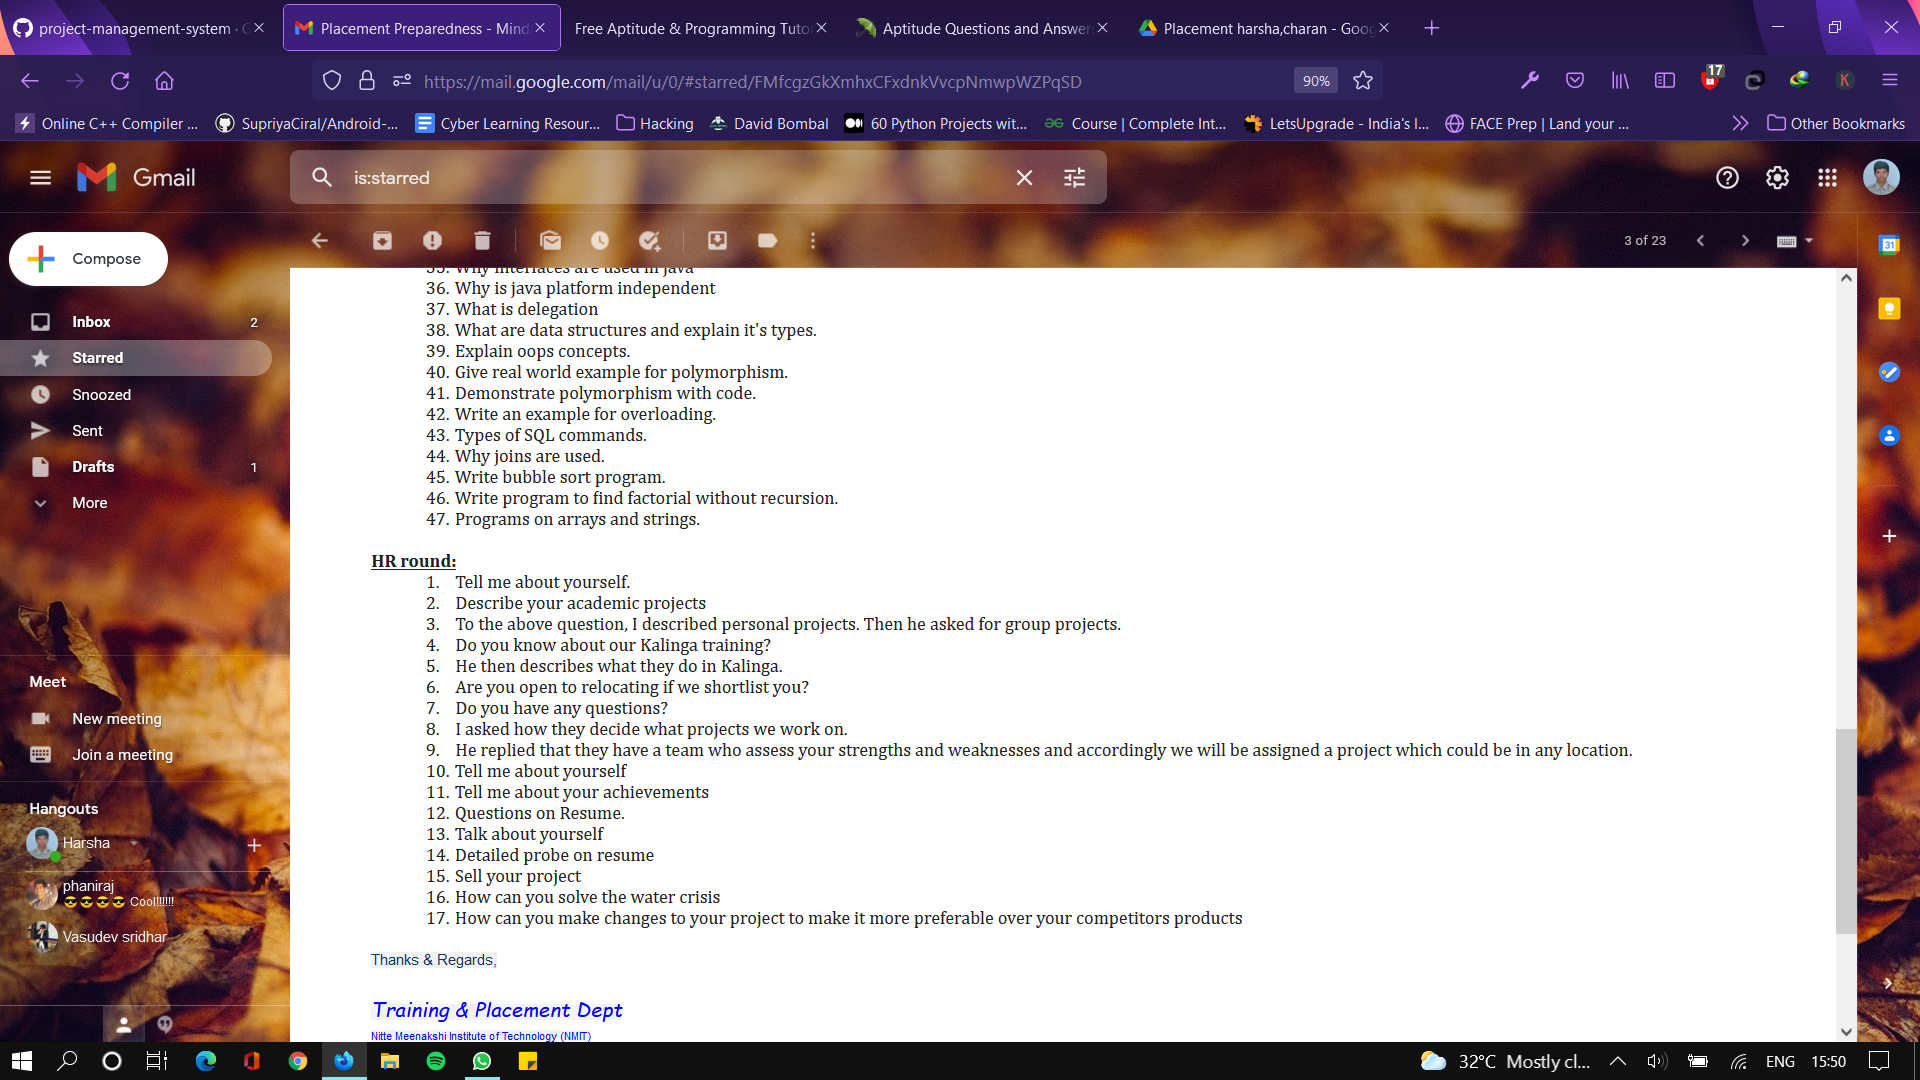 project-management-system · G
Placement Preparedness - Mind
Free Aptitude & Programming Tutor
Aptitude Questions and Answers
Placement harsha,charan - Goog
https://mail.google.com/mail/u/0/#starred/FMfcgzGkXmhxCFxdnkVvcpNmwpWZPqSD
90%
17
Online C++ Compiler ...
SupriyaCiral/Android-...
Cyber Learning Resour...
Hacking
David Bombal
60 Python Projects wit...
Course | Complete Int...
LetsUpgrade - India's l...
FACE Prep | Land your ...
Other Bookmarks
Gmail
is:starred
Compose
3 of 23
Inbox 2
Starred
Snoozed
Sent
Drafts 1
More
Meet
New meeting
Join a meeting
Hangouts
Harsha
phaniraj
😎😎😎😎 Cool!!!!!!
Vasudev sridhar
35. Why interfaces are used in java
36. Why is java platform independent
37. What is delegation
38. What are data structures and explain it's types.
39. Explain oops concepts.
40. Give real world example for polymorphism.
41. Demonstrate polymorphism with code.
42. Write an example for overloading.
43. Types of SQL commands.
44. Why joins are used.
45. Write bubble sort program.
46. Write program to find factorial without recursion.
47. Programs on arrays and strings.
HR round:
1. Tell me about yourself.
2. Describe your academic projects
3. To the above question, I described personal projects. Then he asked for group projects.
4. Do you know about our Kalinga training?
5. He then describes what they do in Kalinga.
6. Are you open to relocating if we shortlist you?
7. Do you have any questions?
8. I asked how they decide what projects we work on.
9. He replied that they have a team who assess your strengths and weaknesses and accordingly we will be assigned a project which could be in any location.
10. Tell me about yourself
11. Tell me about your achievements
12. Questions on Resume.
13. Talk about yourself
14. Detailed probe on resume
15. Sell your project
16. How can you solve the water crisis
17. How can you make changes to your project to make it more preferable over your competitors products
Thanks & Regards,
Training & Placement Dept
Nitte Meenakshi Institute of Technology (NMIT)
31
32°C Mostly cl...
ENG
15:50